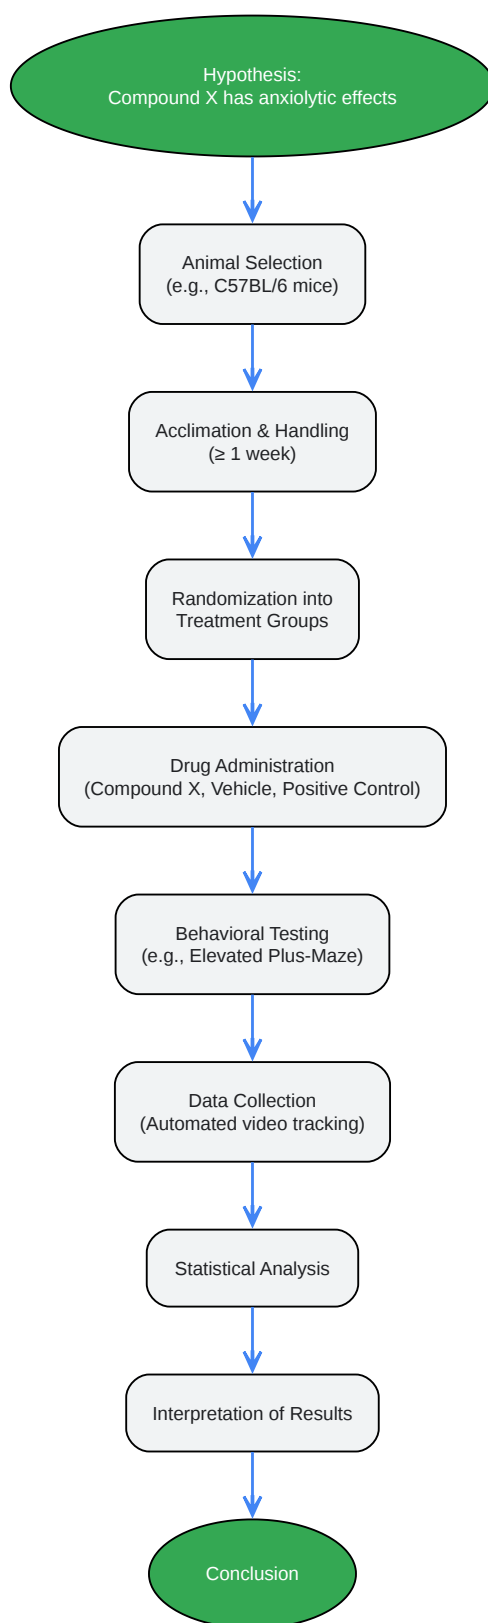 Hypothesis:
Compound X has anxiolytic effects
Animal Selection
(e.g., C57BL/6 mice)
Acclimation & Handling
(≥ 1 week)
Randomization into
Treatment Groups
Drug Administration
(Compound X, Vehicle, Positive Control)
Behavioral Testing
(e.g., Elevated Plus-Maze)
Data Collection
(Automated video tracking)
Statistical Analysis
Interpretation of Results
Conclusion